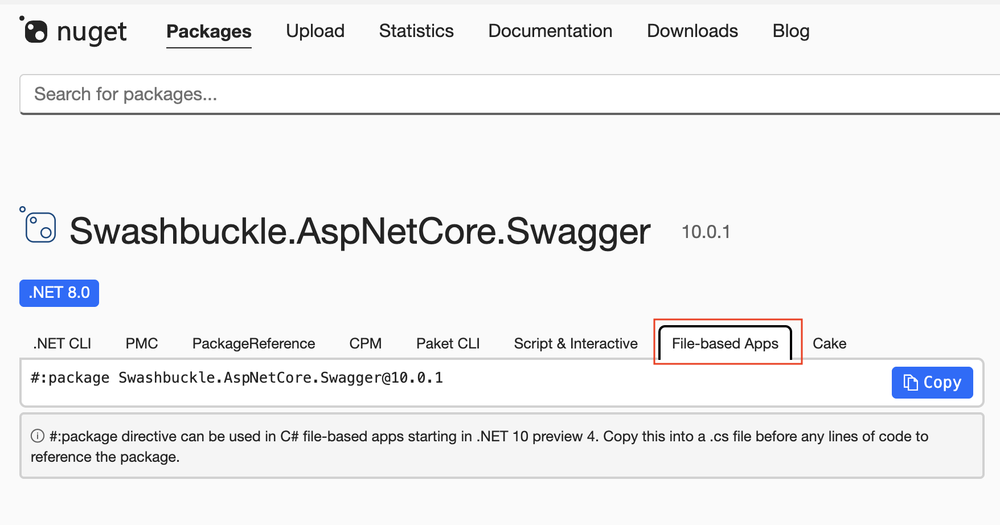 nuget Packages Upload Statistics Documentation Downloads Blog
Search for packages...
Swashbuckle.AspNetCore.Swagger 10.0.1
.NET 8.0
.NET CLI PMC PackageReference CPM Paket CLI Script & Interactive File-based Apps Cake
#:package Swashbuckle.AspNetCore.Swagger@10.0.1 Copy
#:package directive can be used in C# file-based apps starting in .NET 10 preview 4. Copy this into a .cs file before any lines of code to
reference the package.